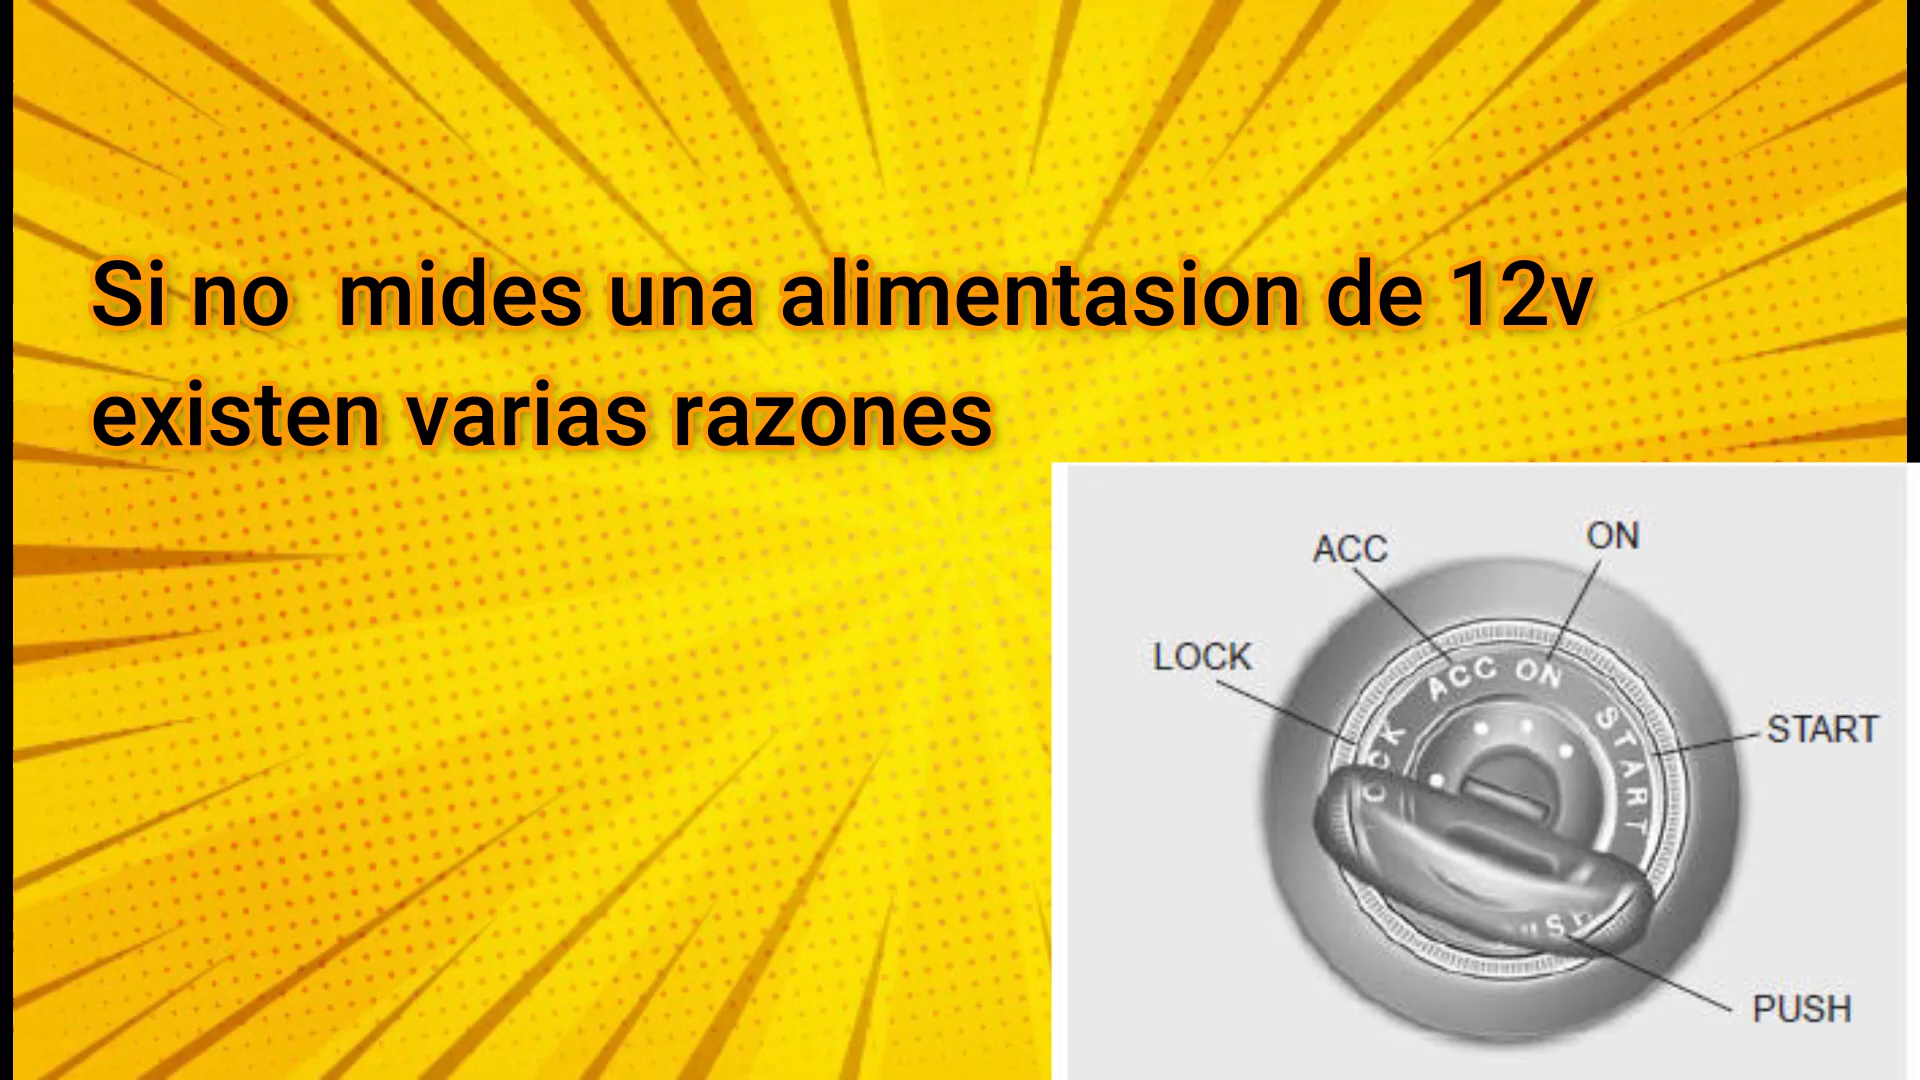 Si no  mides una alimentasion de 12v
existen varias razones
ACC
ON
LOCK
ACC ON
START
START
PUSH